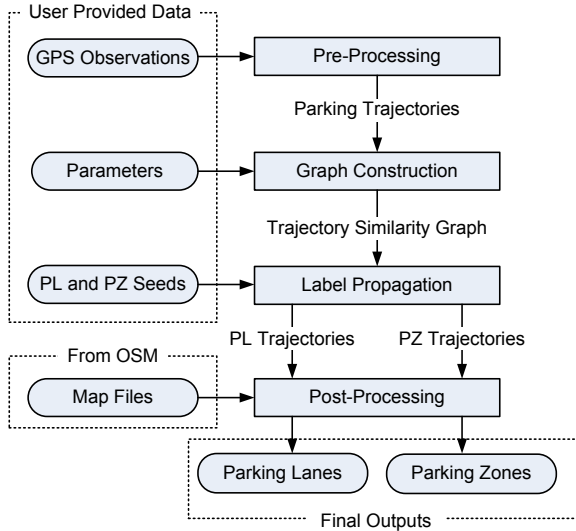 User Provided Data
GPS Observations
Pre-Processing
Parking Trajectories
Parameters
Graph Construction
Trajectory Similarity Graph
PL and PZ Seeds
Label Propagation
PL Trajectories
PZ Trajectories
From OSM
Map Files
Post-Processing
Parking Lanes
Parking Zones
Final Outputs